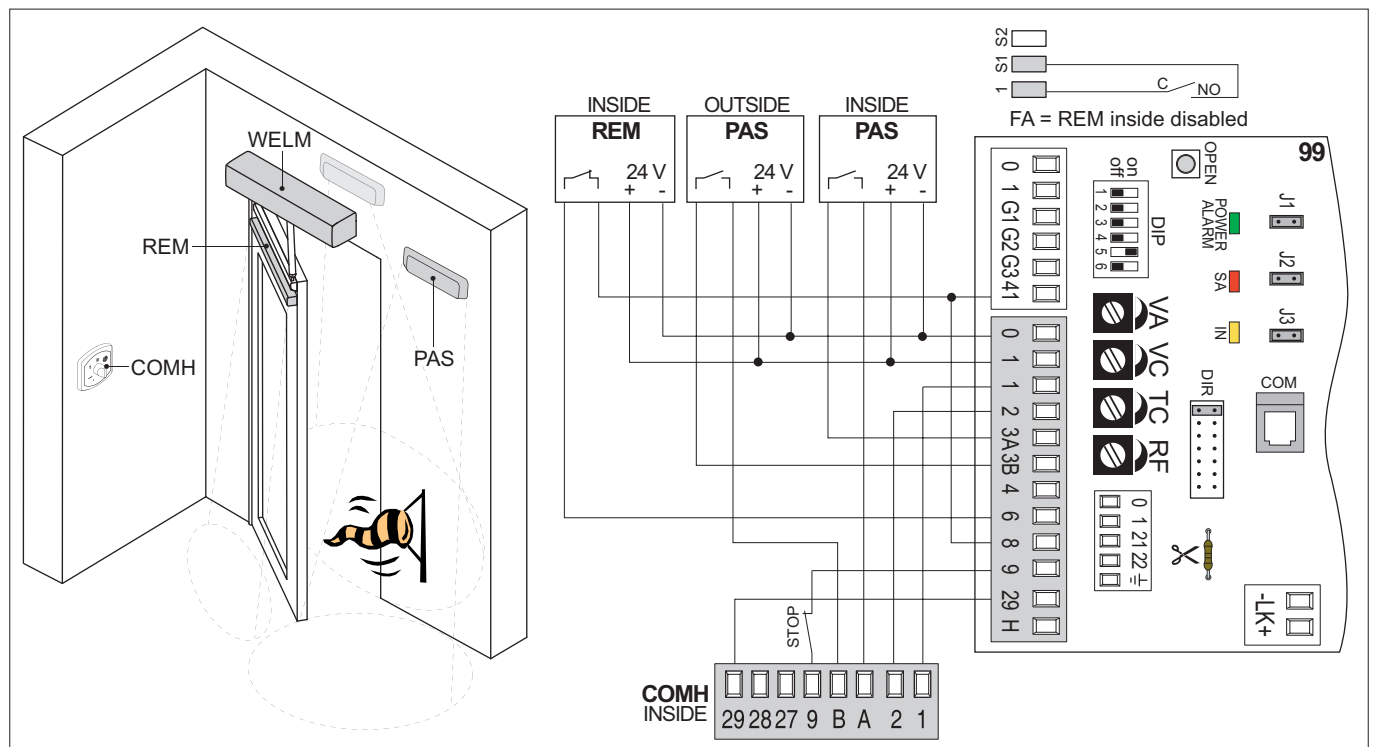 WELM
REM
COMH
PAS
INSIDE
REM
24 V
+ -
OUTSIDE
PAS
24 V
+ -
INSIDE
PAS
24 V
+ -
S2
S1
1
C
NO
FA = REM inside disabled
99
0
1
G1
G2
G3
41
0
1
1
2
3A
3B
4
6
8
9
29
H
on
off
1
2
3
4
5
6
DIP
OPEN
POWER
ALARM
SA
IN
J1
J2
J3
VA
VC
TC
RF
DIR
COM
0
1
21
22
-LK+
STOP
COMH
INSIDE
29 28 27 9 B A 2 1